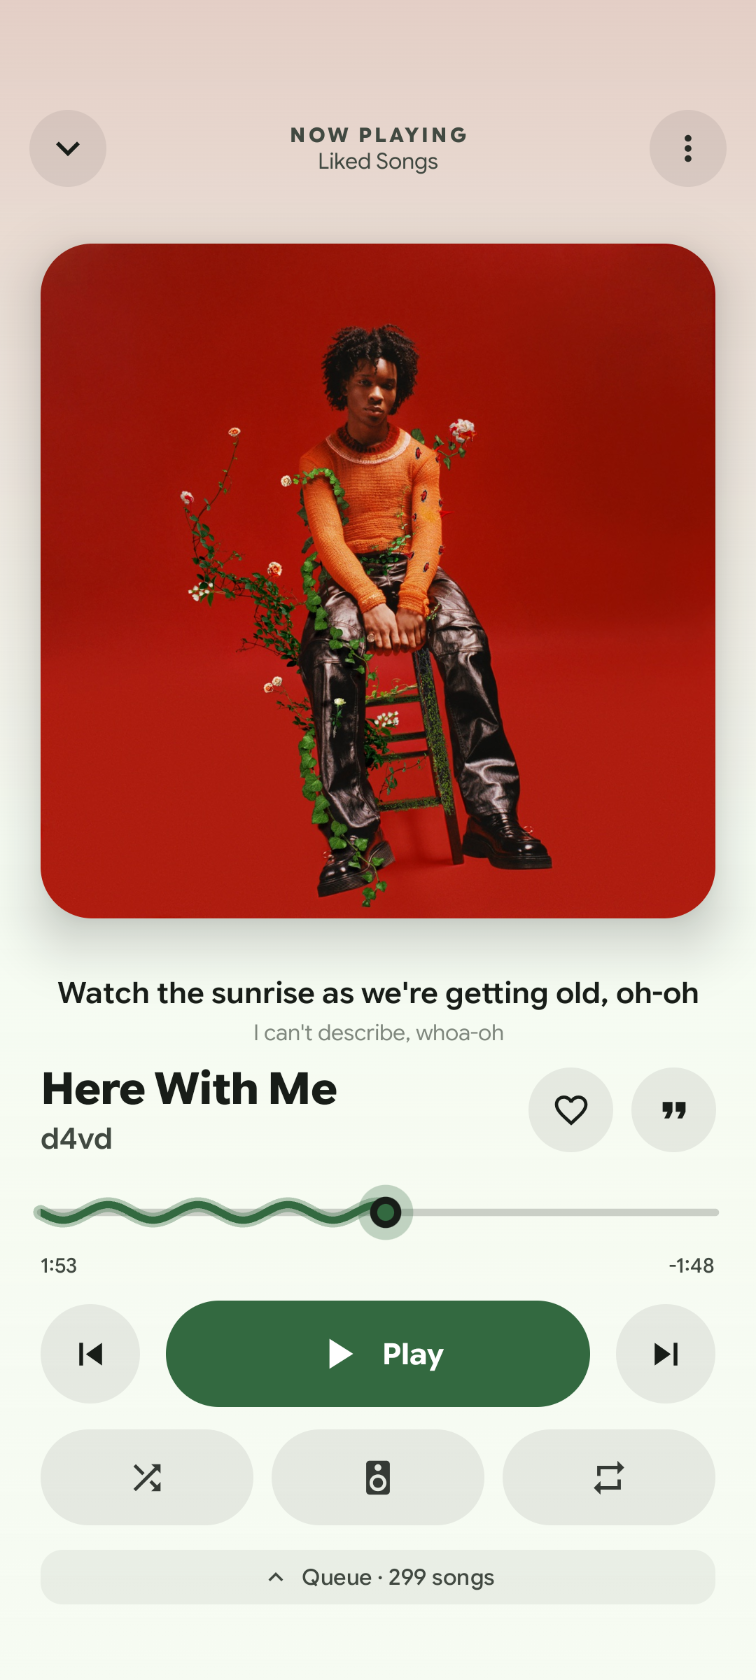 NOW PLAYING
Liked Songs
Watch the sunrise as we're getting old, oh-oh
I can't describe, whoa-oh
Here With Me
d4vd
1:53
-1:48
Play
Queue · 299 songs